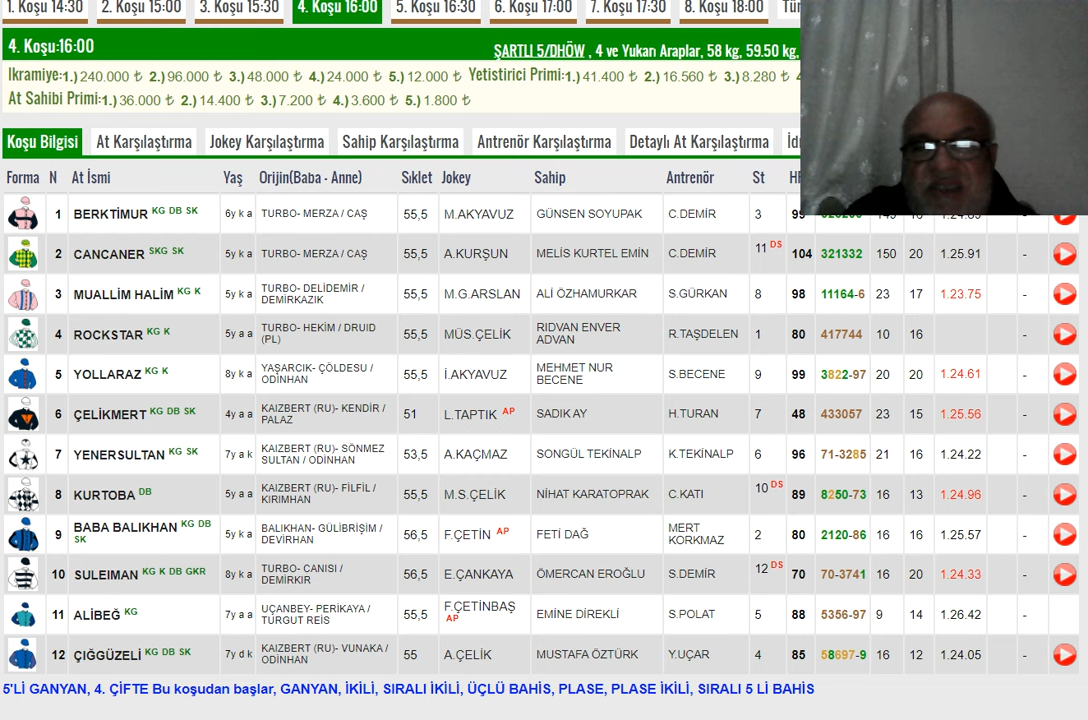 1. Koşu 14:30 2. Koşu 15:00 3. Koşu 15:30 4. Koşu 16:00 5. Koşu 16:30 6. Koşu 17:00 7. Koşu 17:30 8. Koşu 18:00
4. Koşu:16:00 ŞARTLI 5/DHÖW , 4 ve Yukarı Araplar, 58 kg, 59.50 kg,
Ikramiye:1.) 240.000 ₺ 2.) 96.000 ₺ 3.) 48.000 ₺ 4.) 24.000 ₺ 5.) 12.000 ₺ Yetistirici Primi:1.) 41.400 ₺ 2.) 16.560 ₺ 3.) 8.280 ₺
At Sahibi Primi:1.) 36.000 ₺ 2.) 14.400 ₺ 3.) 7.200 ₺ 4.) 3.600 ₺ 5.) 1.800 ₺
Koşu Bilgisi At Karşılaştırma Jokey Karşılaştırma Sahip Karşılaştırma Antrenör Karşılaştırma Detaylı At Karşılaştırma
Forma N At İsmi Yaş Orijin(Baba - Anne) Sıklet Jokey Sahip Antrenör St
1 BERKTİMUR KG DB SK 6y k a TURBO- MERZA / CAŞ 55,5 M.AKYAVUZ GÜNSEN SOYUPAK C.DEMİR 3
2 CANCANER SKG SK 5y k a TURBO- MERZA / CAŞ 55,5 A.KURŞUN MELİS KURTEL EMİN C.DEMİR 11 DS 104 321332 150 20 1.25.91 -
3 MUALLİM HALİM KG K 5y k a TURBO- DELİDEMİR / DEMİRKAZIK 55,5 M.G.ARSLAN ALİ ÖZHAMURKAR S.GÜRKAN 8 98 11164-6 23 17 1.23.75 -
4 ROCKSTAR KG K 5y a a TURBO- HEKİM / DRUID (PL) 55,5 MÜS.ÇELİK RIDVAN ENVER ADVAN R.TAŞDELEN 1 80 417744 10 16 -
5 YOLLARAZ KG K 8y k a YAŞARCIK- ÇÖLDESU / ODİNHAN 55,5 İ.AKYAVUZ MEHMET NUR BECENE S.BECENE 9 99 3822-97 20 20 1.24.61 -
6 ÇELİKMERT KG DB SK 4y a a KAIZBERT (RU)- KENDİR / PALAZ 51 L.TAPTIK AP SADIK AY H.TURAN 7 48 433057 23 15 1.25.56 -
7 YENERSULTAN KG SK 7y a k KAIZBERT (RU)- SÖNMEZ SULTAN / ODİNHAN 53,5 A.KAÇMAZ SONGÜL TEKİNALP K.TEKİNALP 6 96 71-3285 21 16 1.24.22 -
8 KURTOBA DB 5y a a KAIZBERT (RU)- FİLFİL / KIRIMHAN 55,5 M.S.ÇELİK NİHAT KARATOPRAK C.KATI 10 DS 89 8250-73 16 13 1.24.96 -
9 BABA BALIKHAN KG DB SK 5y k a BALIKHAN- GÜLİBRİŞİM / DEVİRHAN 56,5 F.ÇETİN AP FETİ DAĞ MERT KORKMAZ 2 80 2120-86 16 16 1.25.57 -
10 SULEIMAN KG K DB GKR 8y k a TURBO- CANISI / DEMİRKIR 56,5 E.ÇANKAYA ÖMERCAN EROĞLU S.DEMİR 12 DS 70 70-3741 16 20 1.24.33 -
11 ALİBEĞ KG 7y a a UÇANBEY- PERİKAYA / TURGUT REİS 55,5 F.ÇETİNBAŞ AP EMİNE DİREKLİ S.POLAT 5 88 5356-97 9 14 1.26.42 -
12 ÇIĞGÜZELİ KG DB SK 7y d k KAIZBERT (RU)- VUNAKA / ODİNHAN 55 A.ÇELİK MUSTAFA ÖZTÜRK Y.UÇAR 4 85 58697-9 16 12 1.24.05 -
5'Lİ GANYAN, 4. ÇİFTE Bu koşudan başlar, GANYAN, İKİLİ, SIRALI İKİLİ, ÜÇLÜ BAHİS, PLASE, PLASE İKİLİ, SIRALI 5 Lİ BAHİS